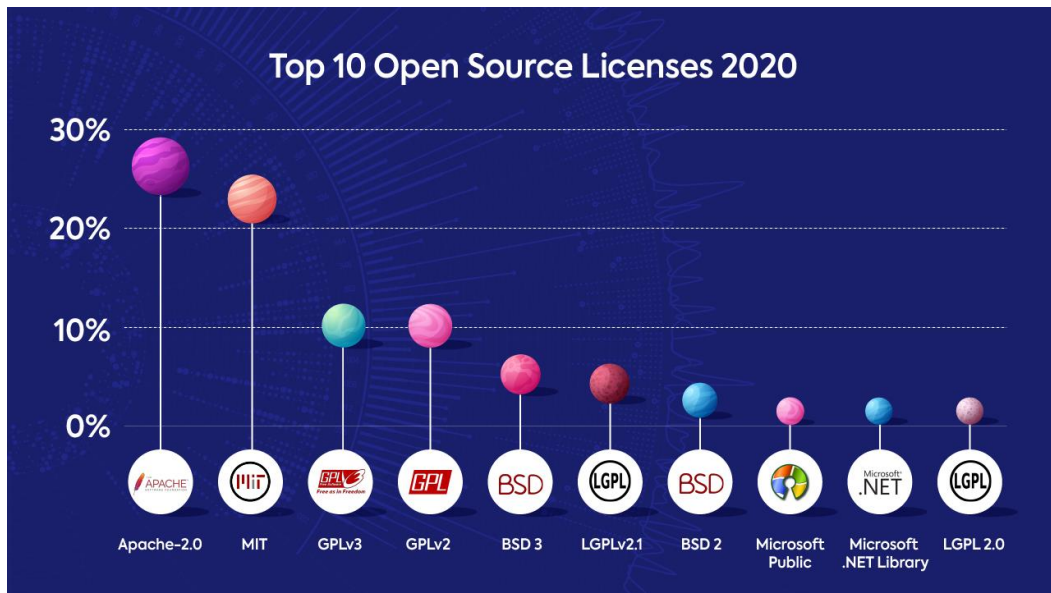 Top 10 Open Source Licenses 2020
30%
20%
10%
0%
APACHE
MIT
GPLv3
Free as in Freedom
GPL
BSD
LGPL
BSD
Microsoft
.NET
LGPL
Apache-2.0
MIT
GPLv3
GPLv2
BSD 3
LGPLv2.1
BSD 2
Microsoft
Public
Microsoft
.NET Library
LGPL 2.0